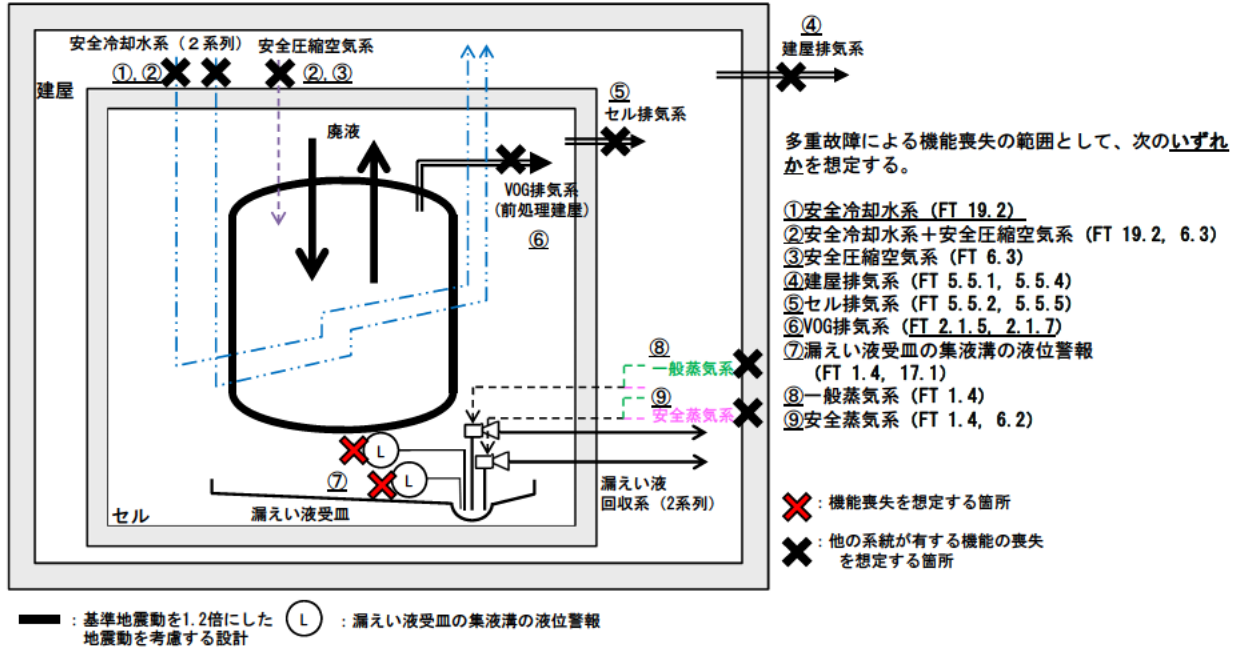 安全冷却水系（２系列）
安全圧縮空気系
①,②
②,③
④
建屋排気系
建屋
⑤
セル排気系
廃液
VOG排気系
(前処理建屋)
⑥
多重故障による機能喪失の範囲として、次のいずれ
かを想定する。
①安全冷却水系 (FT 19.2)
②安全冷却水系＋安全圧縮空気系 (FT 19.2, 6.3)
③安全圧縮空気系 (FT 6.3)
④建屋排気系 (FT 5.5.1, 5.5.4)
⑤セル排気系 (FT 5.5.2, 5.5.5)
⑥VOG排気系 (FT 2.1.5, 2.1.7)
⑦漏えい液受皿の集液溝の液位警報
(FT 1.4, 17.1)
⑧一般蒸気系 (FT 1.4)
⑨安全蒸気系 (FT 1.4, 6.2)
⑧
一般蒸気系
⑨
安全蒸気系
L
L
⑦
漏えい液
回収系 (2系列)
セル
漏えい液受皿
：機能喪失を想定する箇所
：他の系統が有する機能の喪失
を想定する箇所
：基準地震動を1.2倍にした
地震動を考慮する設計
L
：漏えい液受皿の集液溝の液位警報